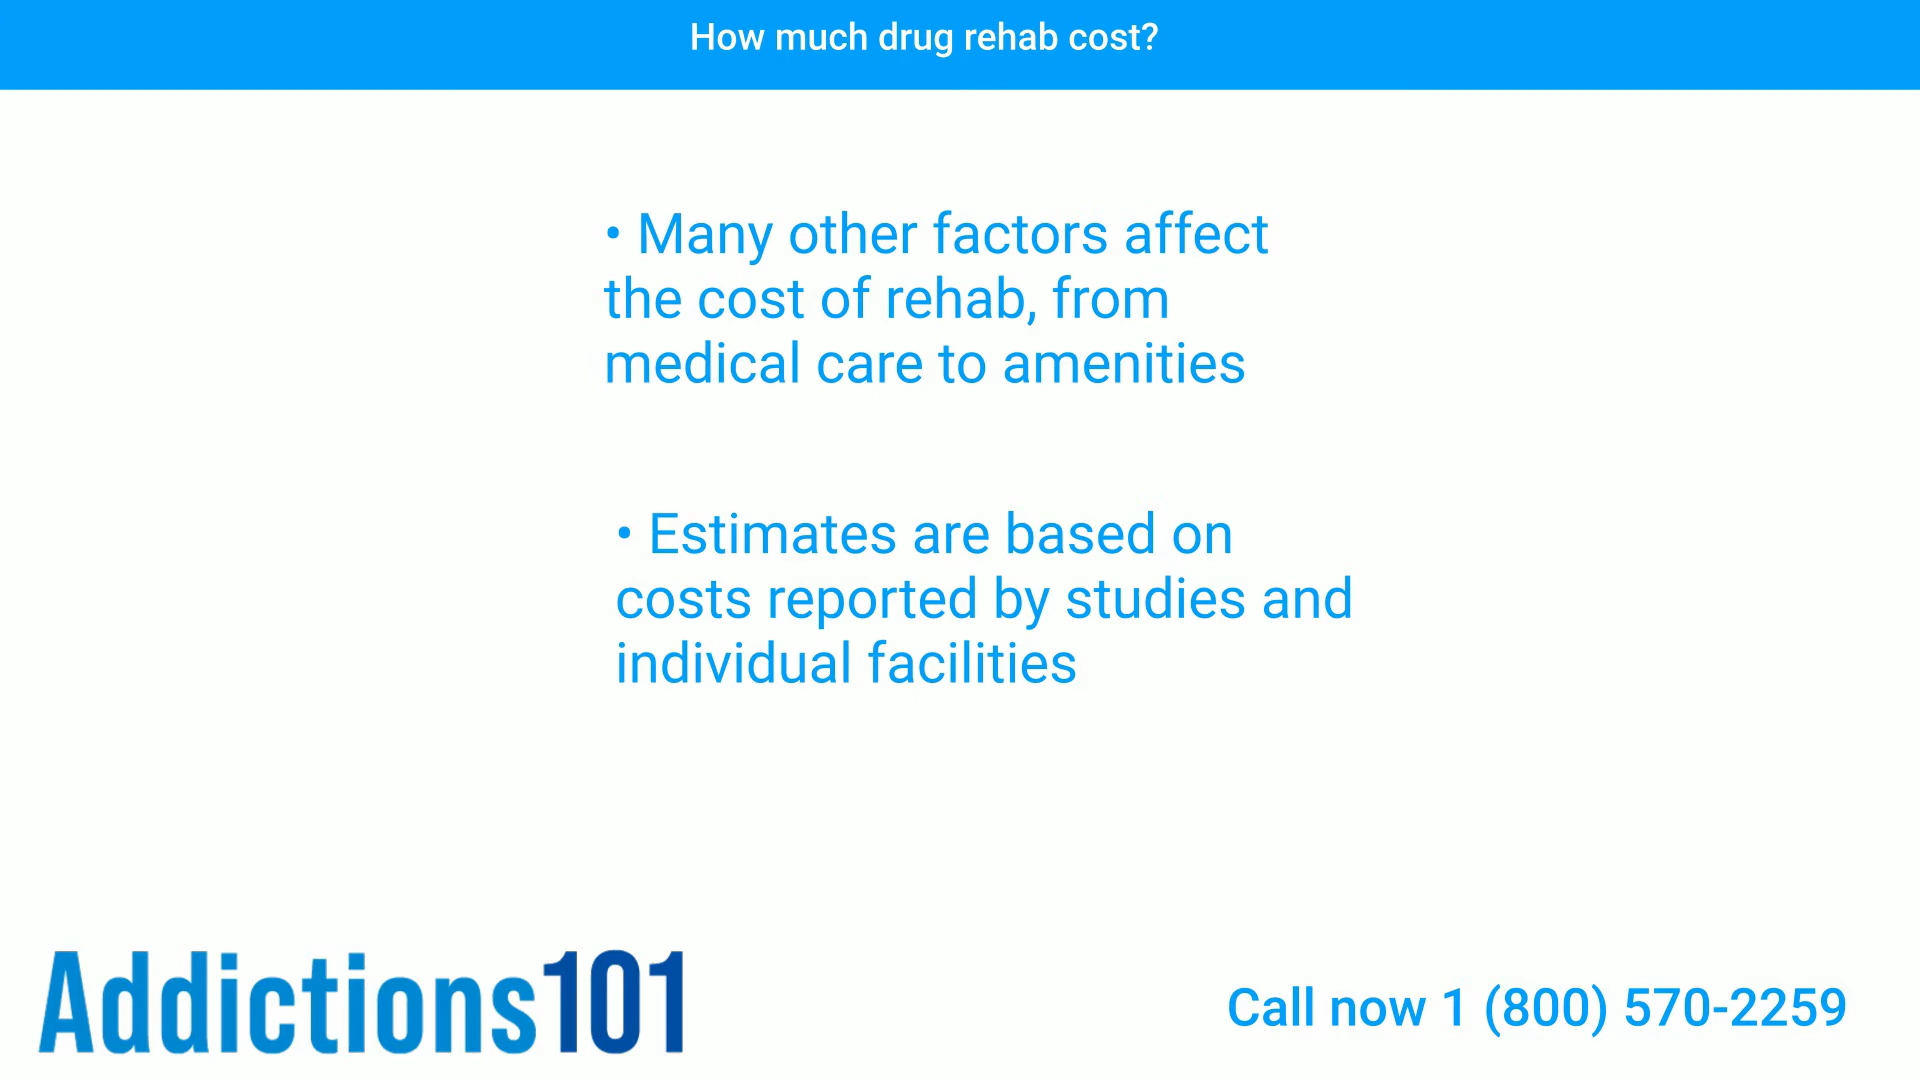 How much drug rehab cost?
• Many other factors affect
the cost of rehab, from
medical care to amenities
• Estimates are based on
costs reported by studies and
individual facilities
Addictions101
Call now 1 (800) 570-2259